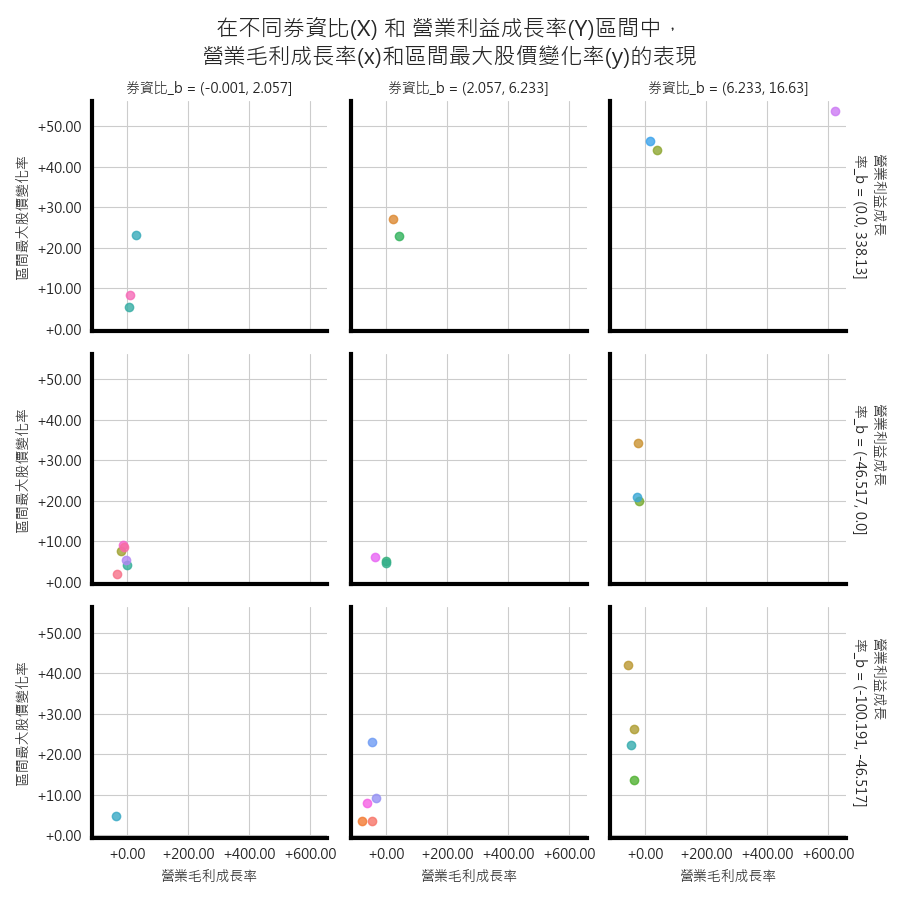 在不同券資比(X) 和 營業利益成長率(Y)區間中，
營業毛利成長率(x)和區間最大股價變化率(y)的表現
券資比_b = (-0.001, 2.057]
券資比_b = (2.057, 6.233]
券資比_b = (6.233, 16.63]
區間最大股價變化率
+50.00
+40.00
+30.00
+20.00
+10.00
+0.00
營業利益成長
率_b = (0.0, 338.13]
區間最大股價變化率
+50.00
+40.00
+30.00
+20.00
+10.00
+0.00
營業利益成長
率_b = (-46.517, 0.0]
區間最大股價變化率
+50.00
+40.00
+30.00
+20.00
+10.00
+0.00
營業利益成長
率_b = (-100.191, -46.517]
+0.00 +200.00 +400.00 +600.00
+0.00 +200.00 +400.00 +600.00
+0.00 +200.00 +400.00 +600.00
營業毛利成長率
營業毛利成長率
營業毛利成長率